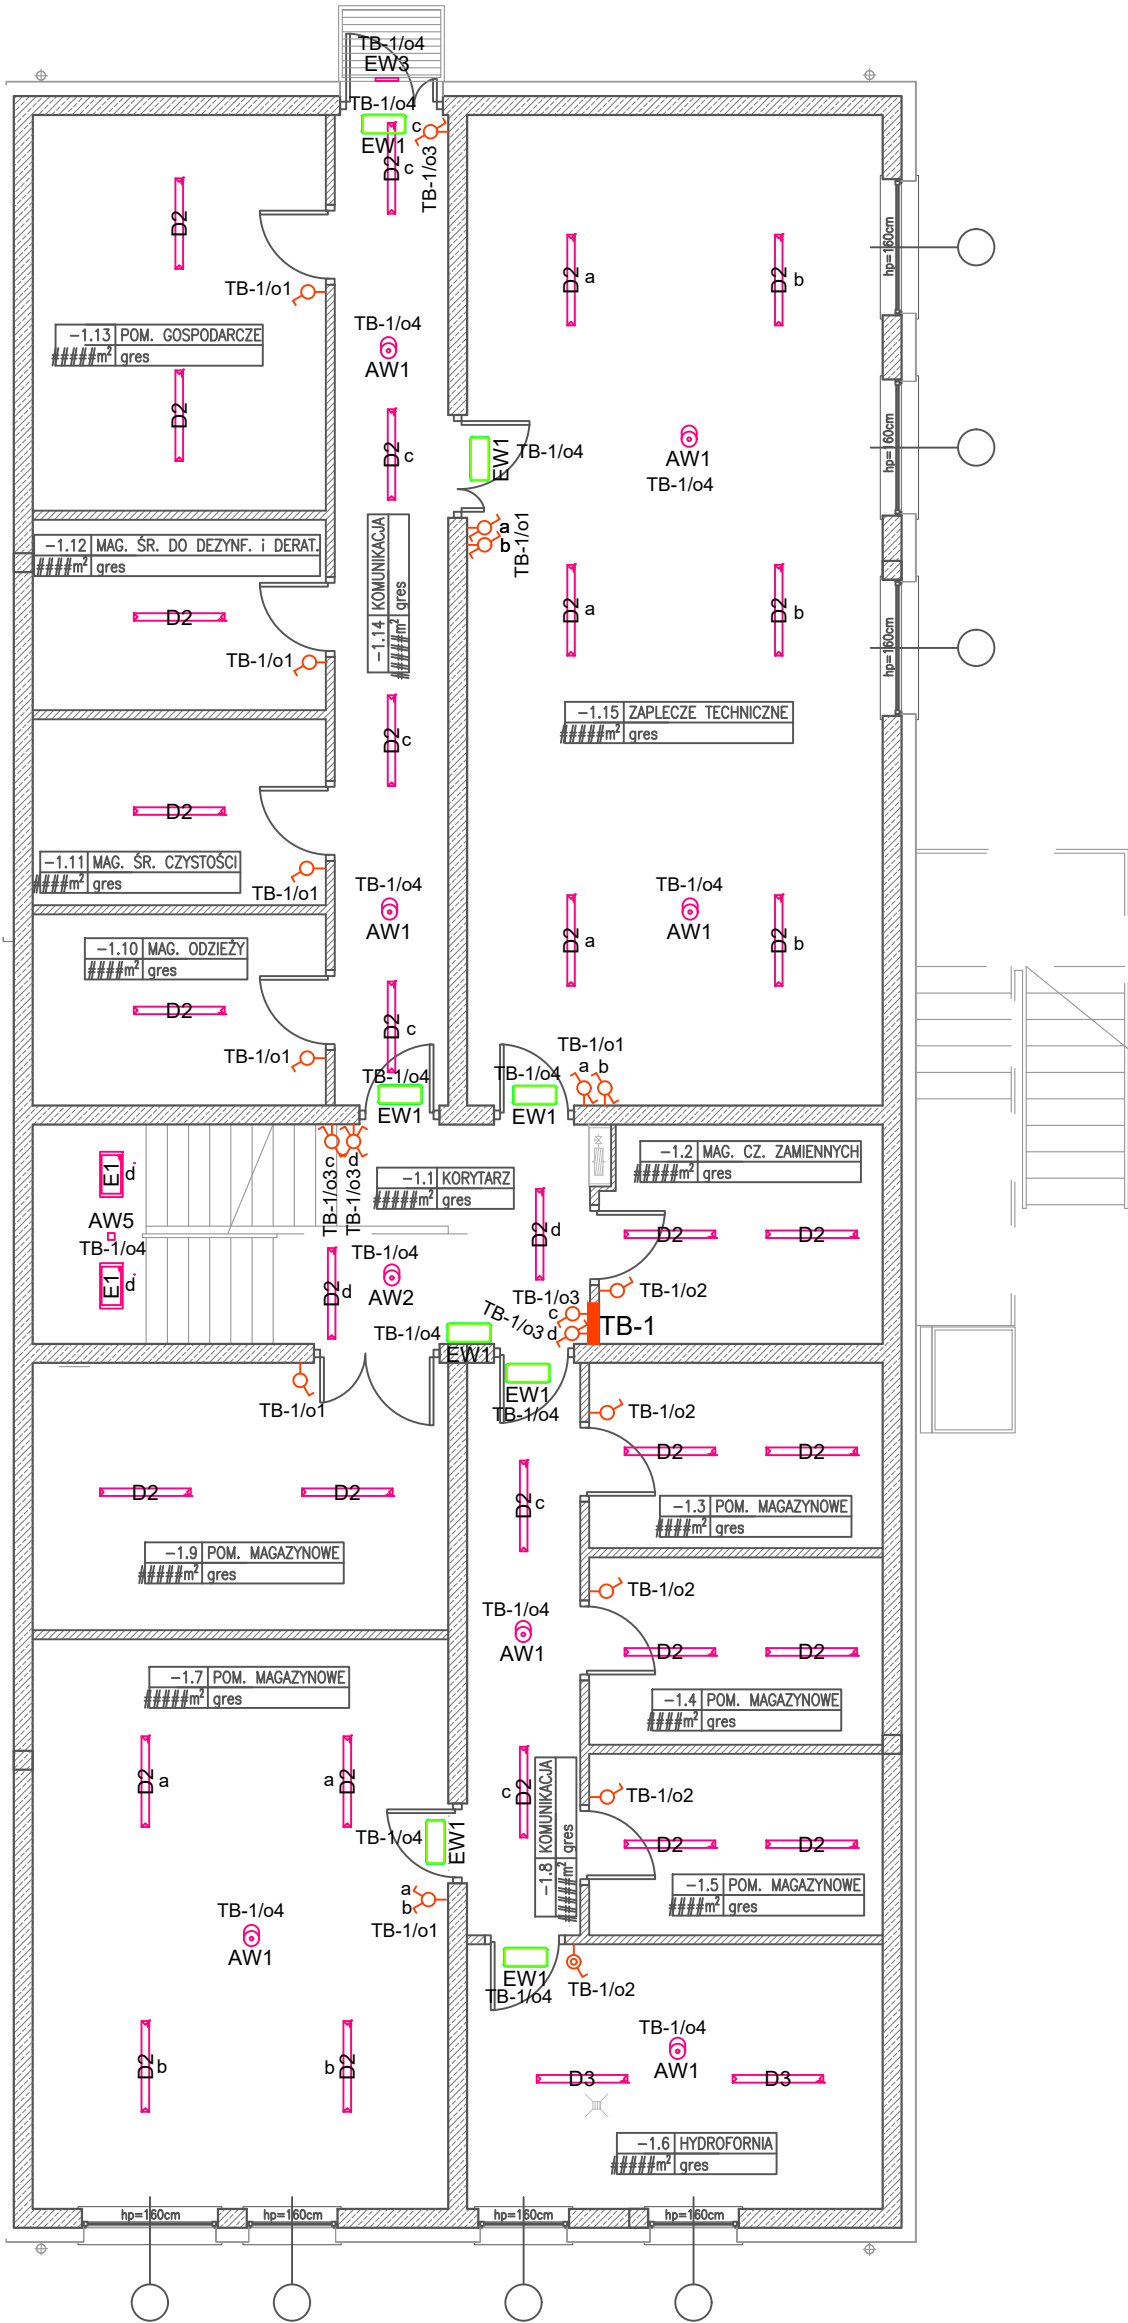 TB-1/o4
EW3
TB-1/o4
EW1
c
D2
c
TB-1/o3
D2
D2
a
D2
b
hp=160cm
TB-1/o1
-1.13 POM. GOSPODARCZE
#####m² gres
TB-1/o4
AW1
D2
D2
c
EW1
TB-1/o4
AW1
TB-1/o4
hp=160cm
a
b
TB-1/o1
-1.12 MAG. ŚR. DO DEZYNF. i DERAT.
####m² gres
-1.14 KOMUNIKACJA
#####m² gres
D2
D2
a
D2
b
hp=160cm
TB-1/o1
D2
c
-1.15 ZAPLECZE TECHNICZNE
#####m² gres
D2
-1.11 MAG. ŚR. CZYSTOŚCI
####m² gres
TB-1/o1
TB-1/o4
AW1
TB-1/o4
AW1
D2
a
D2
b
-1.10 MAG. ODZIEŻY
####m² gres
D2
D2
c
TB-1/o1
TB-1/o4
EW1
TB-1/o4
EW1
TB-1/o1
a b
c
d
TB-1/o3
TB-1/o3
E1
d
AW5
TB-1/o4
E1
d
-1.1 KORYTARZ
#####m² gres
-1.2 MAG. CZ. ZAMIENNYCH
#####m² gres
D2
d
D2
D2
D2
d
TB-1/o4
AW2
TB-1/o2
TB-1/o3
c
TB-1/o3
d
TB-1
TB-1/o4
EW1
EW1
TB-1/o4
TB-1/o1
TB-1/o2
D2
D2
D2
D2
D2
c
-1.3 POM. MAGAZYNOWE
####m² gres
-1.9 POM. MAGAZYNOWE
#####m² gres
TB-1/o2
TB-1/o4
AW1
D2
D2
-1.7 POM. MAGAZYNOWE
#####m² gres
-1.4 POM. MAGAZYNOWE
####m² gres
D2
a
a
D2
c
D2
-1.8 KOMUNIKACJA
#####m² gres
TB-1/o2
TB-1/o4
EW1
D2
D2
-1.5 POM. MAGAZYNOWE
####m² gres
a
b
TB-1/o1
TB-1/o4
AW1
EW1
TB-1/o4
TB-1/o2
TB-1/o4
AW1
D2
b
b
D2
D3
D3
-1.6 HYDROFORNIA
#####m² gres
hp=160cm
hp=160cm
hp=160cm
hp=160cm